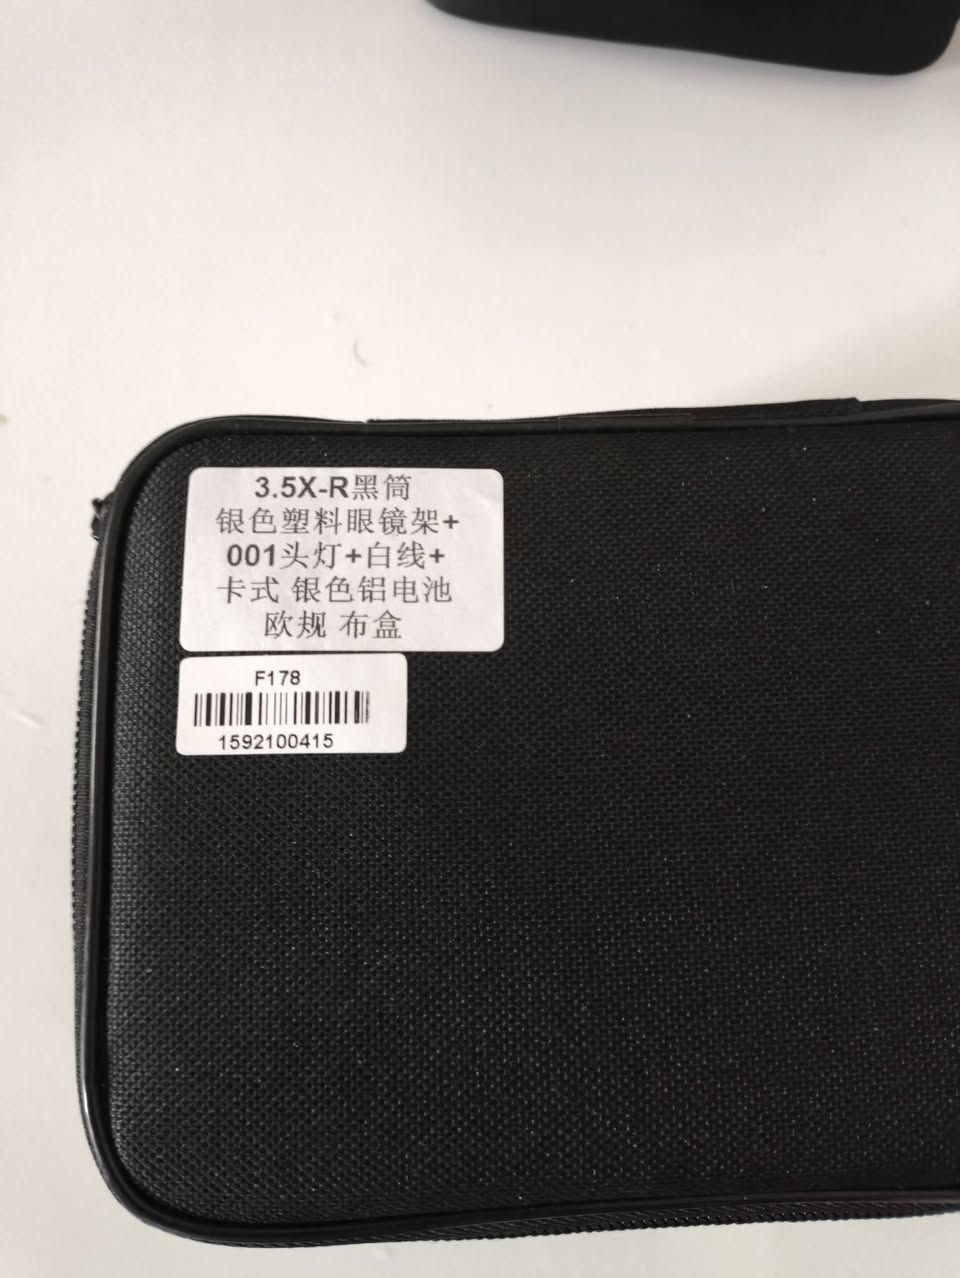 3.5X-R黑筒
银色塑料眼镜架+
001头灯+白线+
卡式 银色铝电池
欧规 布盒
F178
1592100415